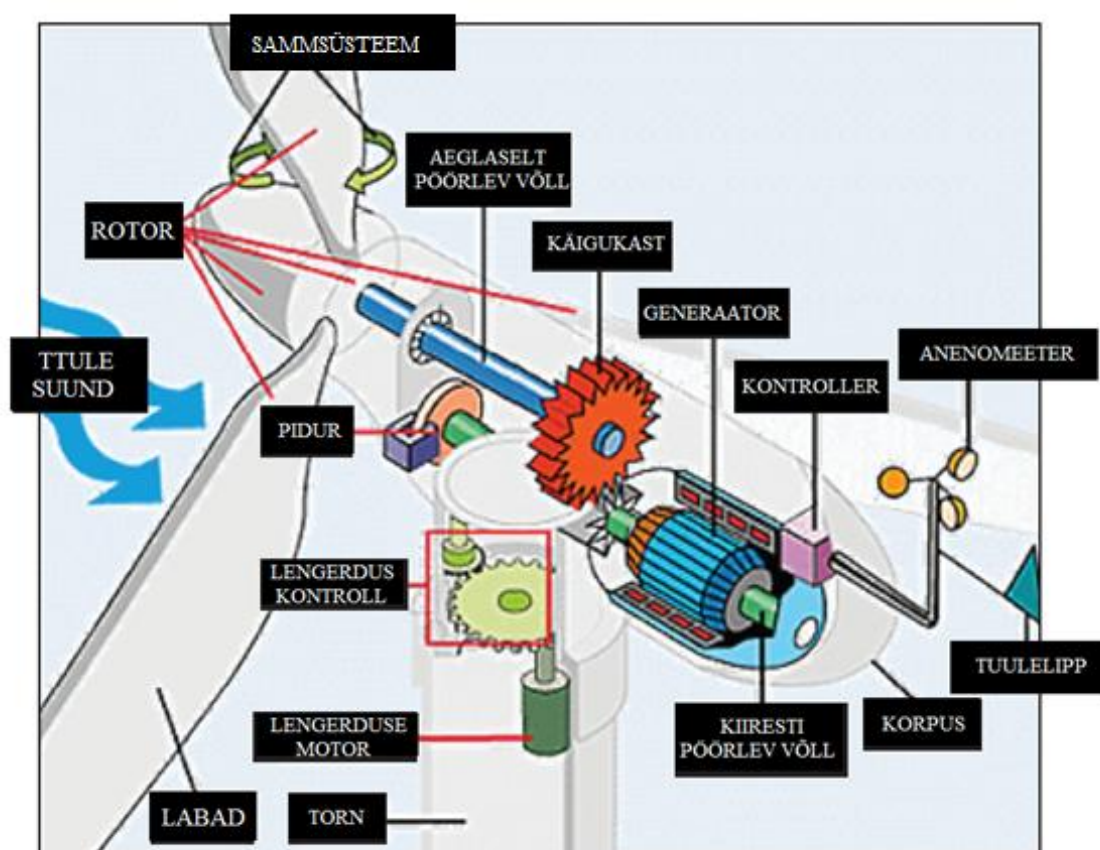 SAMMSÜSTEEM
AEGLASELT
PÖÖRLEV VÕLL
ROTOR
KÄIGUKAST
GENERAATOR
ANENOMEETER
TTULE
SUUND
KONTROLLER
PIDUR
LENGERDUS
KONTROLL
TUULELIPP
LENGERDUSE
MOTOR
KIIRESTI
PÖÖRLEV VÕLL
KORPUS
LABAD
TORN